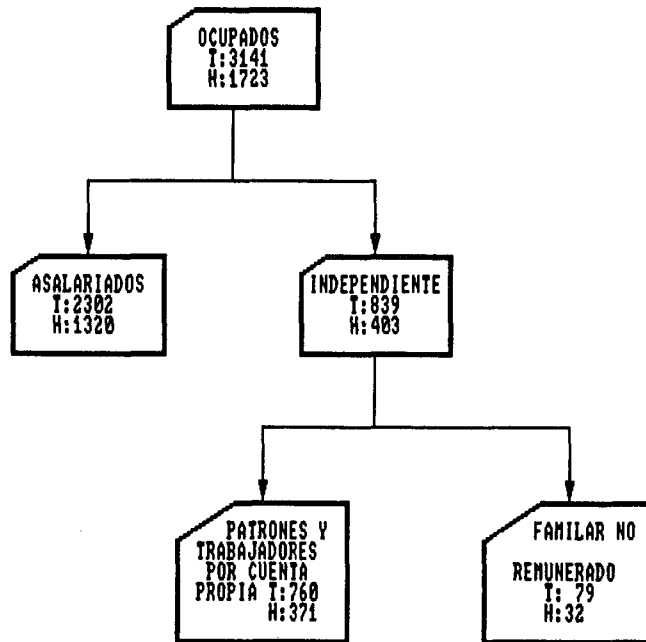 OCUPADOS
T:3141
H:1723
ASALARIADOS
T:2302
H:1320
INDEPENDIENTE
T:839
H:403
PATRONES Y
TRABAJADORES
POR CUENTA
PROPIA T:760
H:371
FAMILAR NO
REMUNERADO
T: 79
H:32